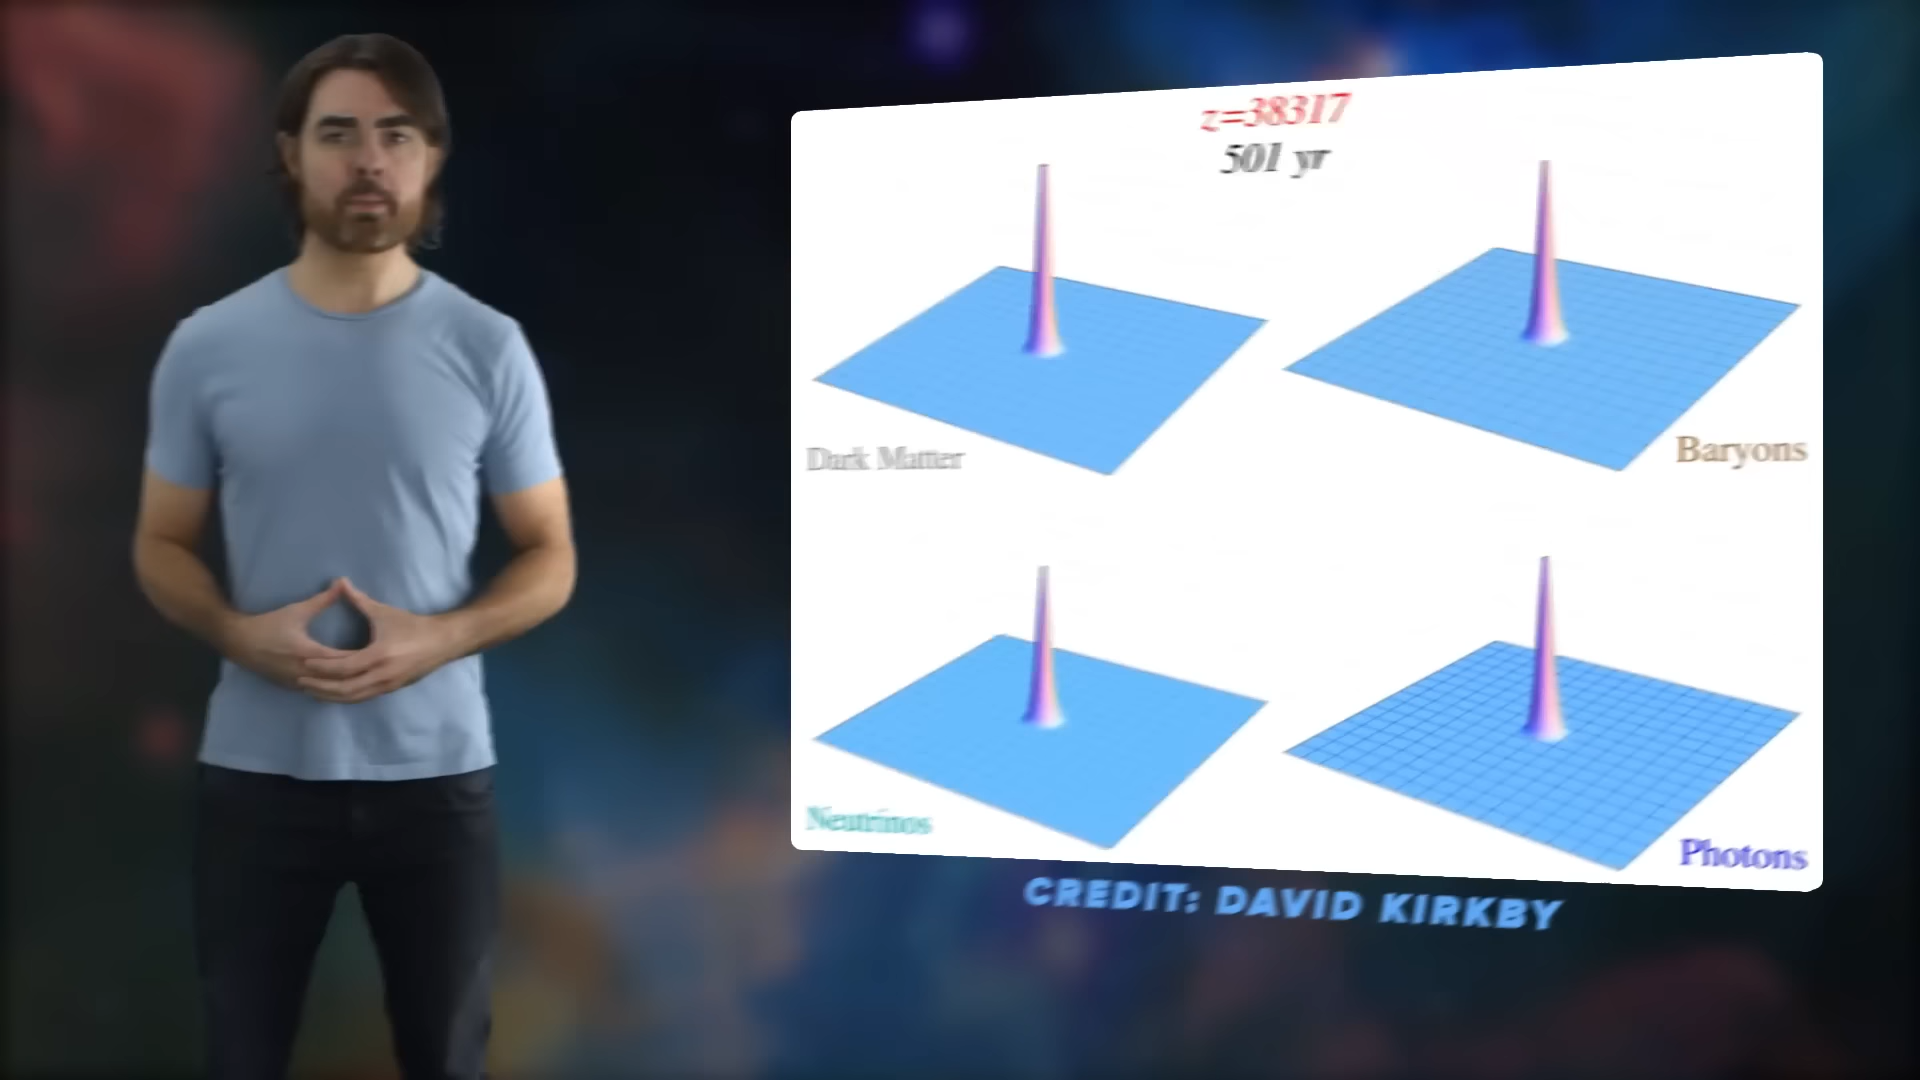 z=38317
501 yr
Dark Matter
Baryons
Neutrinos
Photons
CREDIT: DAVID KIRKBY